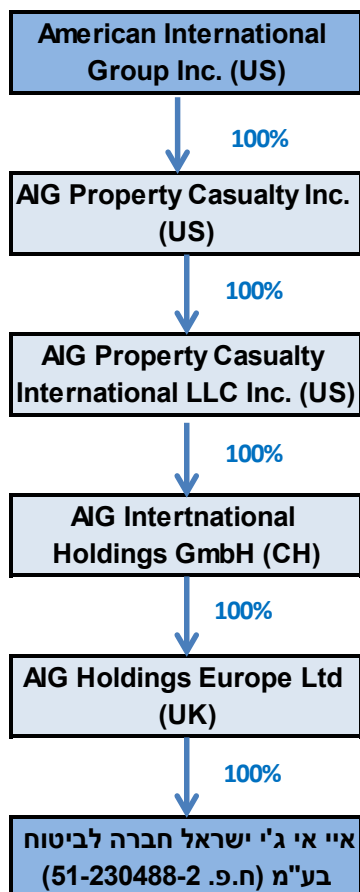 American International
Group Inc. (US)
100%
AIG Property Casualty Inc.
(US)
100%
AIG Property Casualty
International LLC Inc. (US)
100%
AIG Intertnational
Holdings GmbH (CH)
100%
AIG Holdings Europe Ltd
(UK)
100%
איי אי ג'י ישראל חברה לביטוח
בע"מ (ח.פ. 51-230488-2)